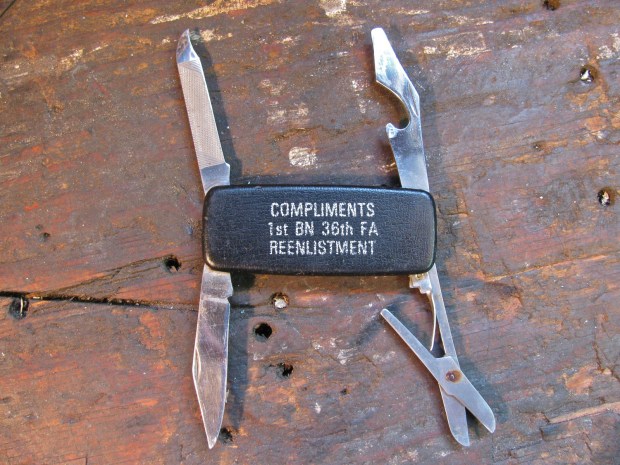 COMPLIMENTS
1st BN 36th FA
REENLISTMENT